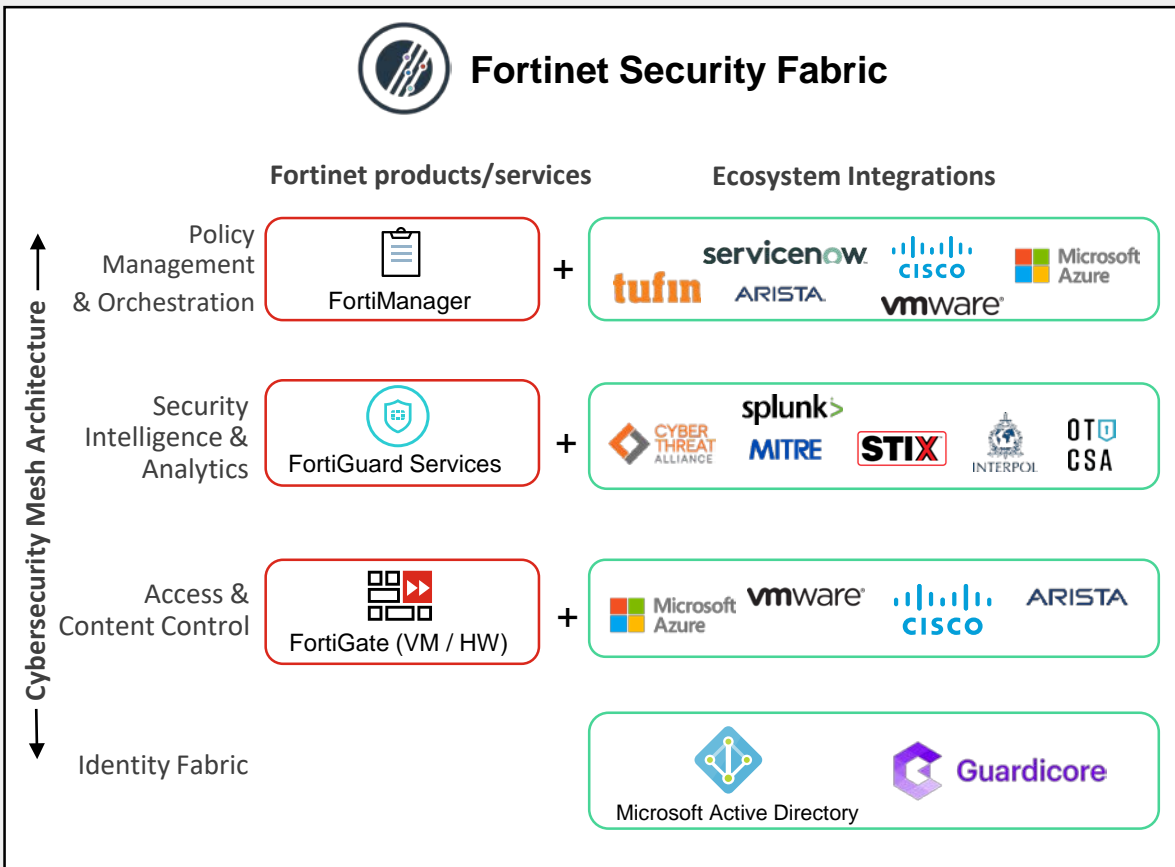 Fortinet Security Fabric
Fortinet products/services
Ecosystem Integrations
Cybersecurity Mesh Architecture
Policy
Management
& Orchestration
FortiManager
+
servicenow
CISCO
Microsoft
Azure
tufin
ARISTA
vmware®
Security
Intelligence &
Analytics
FortiGuard Services
+
splunk>
CYBER
THREAT
ALLIANCE
MITRE
STIX
INTERPOL
OT
CSA
Access &
Content Control
FortiGate (VM / HW)
+
Microsoft
Azure
vmware®
CISCO
ARISTA
Identity Fabric
Microsoft Active Directory
Guardicore